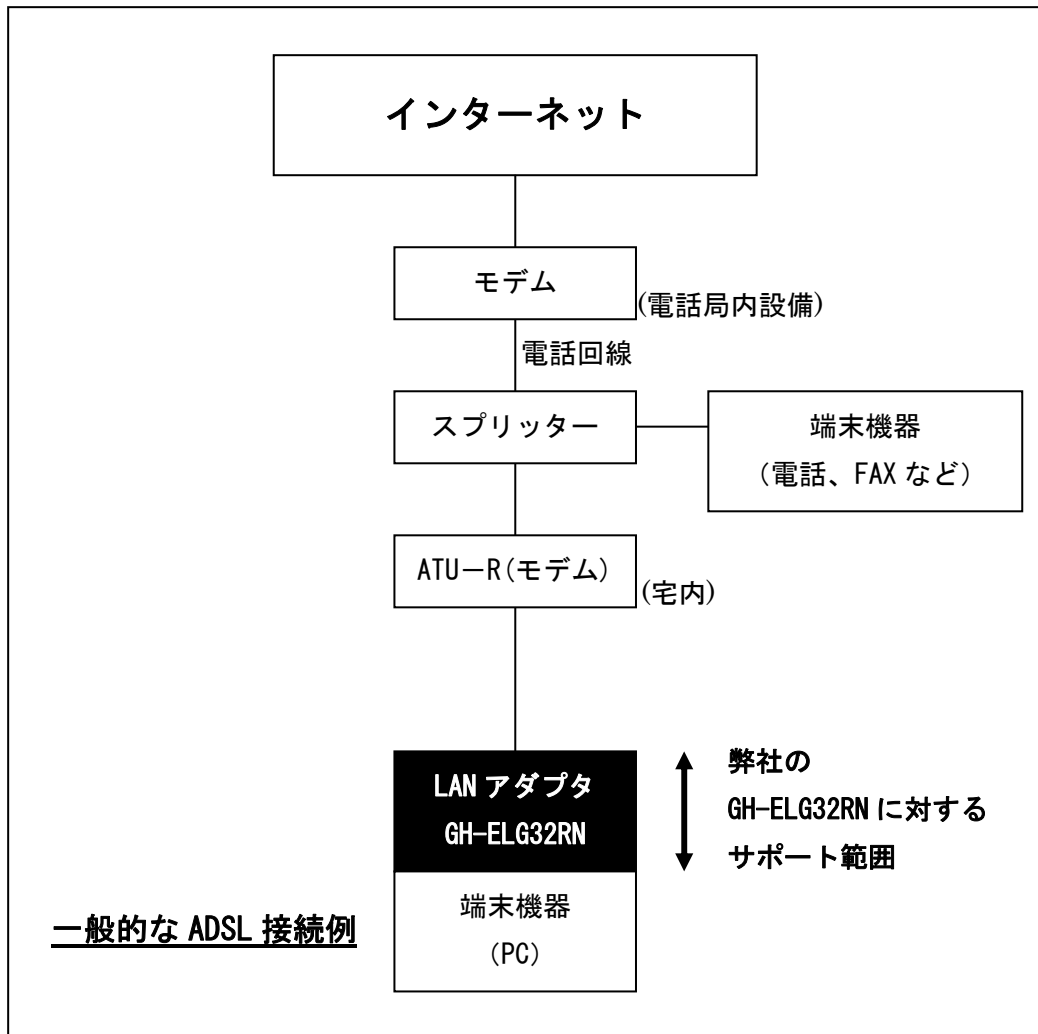 インターネット
モデム
(電話局内設備)
電話回線
スプリッター
端末機器
(電話、FAX など)
ATU－R(モデム)
(宅内)
LAN アダプタ
GH-ELG32RN
弊社の
GH-ELG32RN に対する
サポート範囲
端末機器
(PC)
一般的な ADSL 接続例